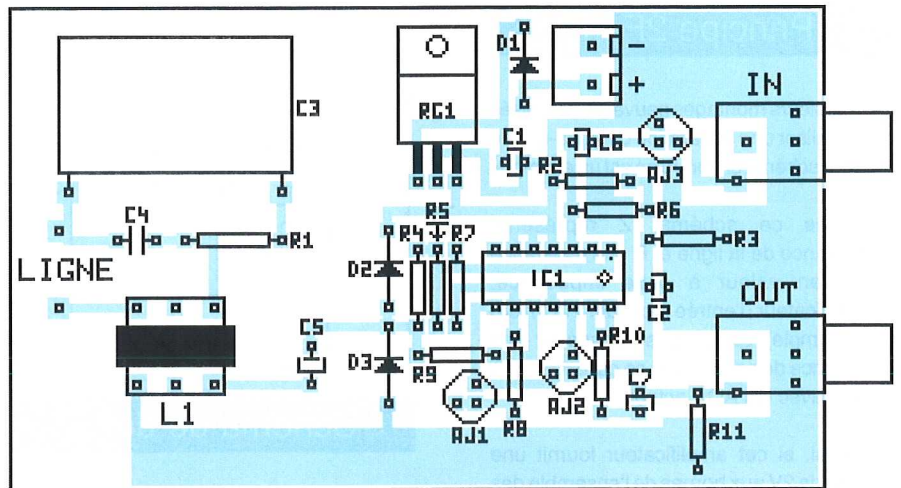 D1
−
+
IN
C3
RG1
C1
C6
R2
AJ3
C4
R5
R6
R1
R4
R7
R3
LIGNE
D2
IC1
C2
OUT
C5
R10
D3
R9
AJ2
C7
L1
AJ1
R8
R11